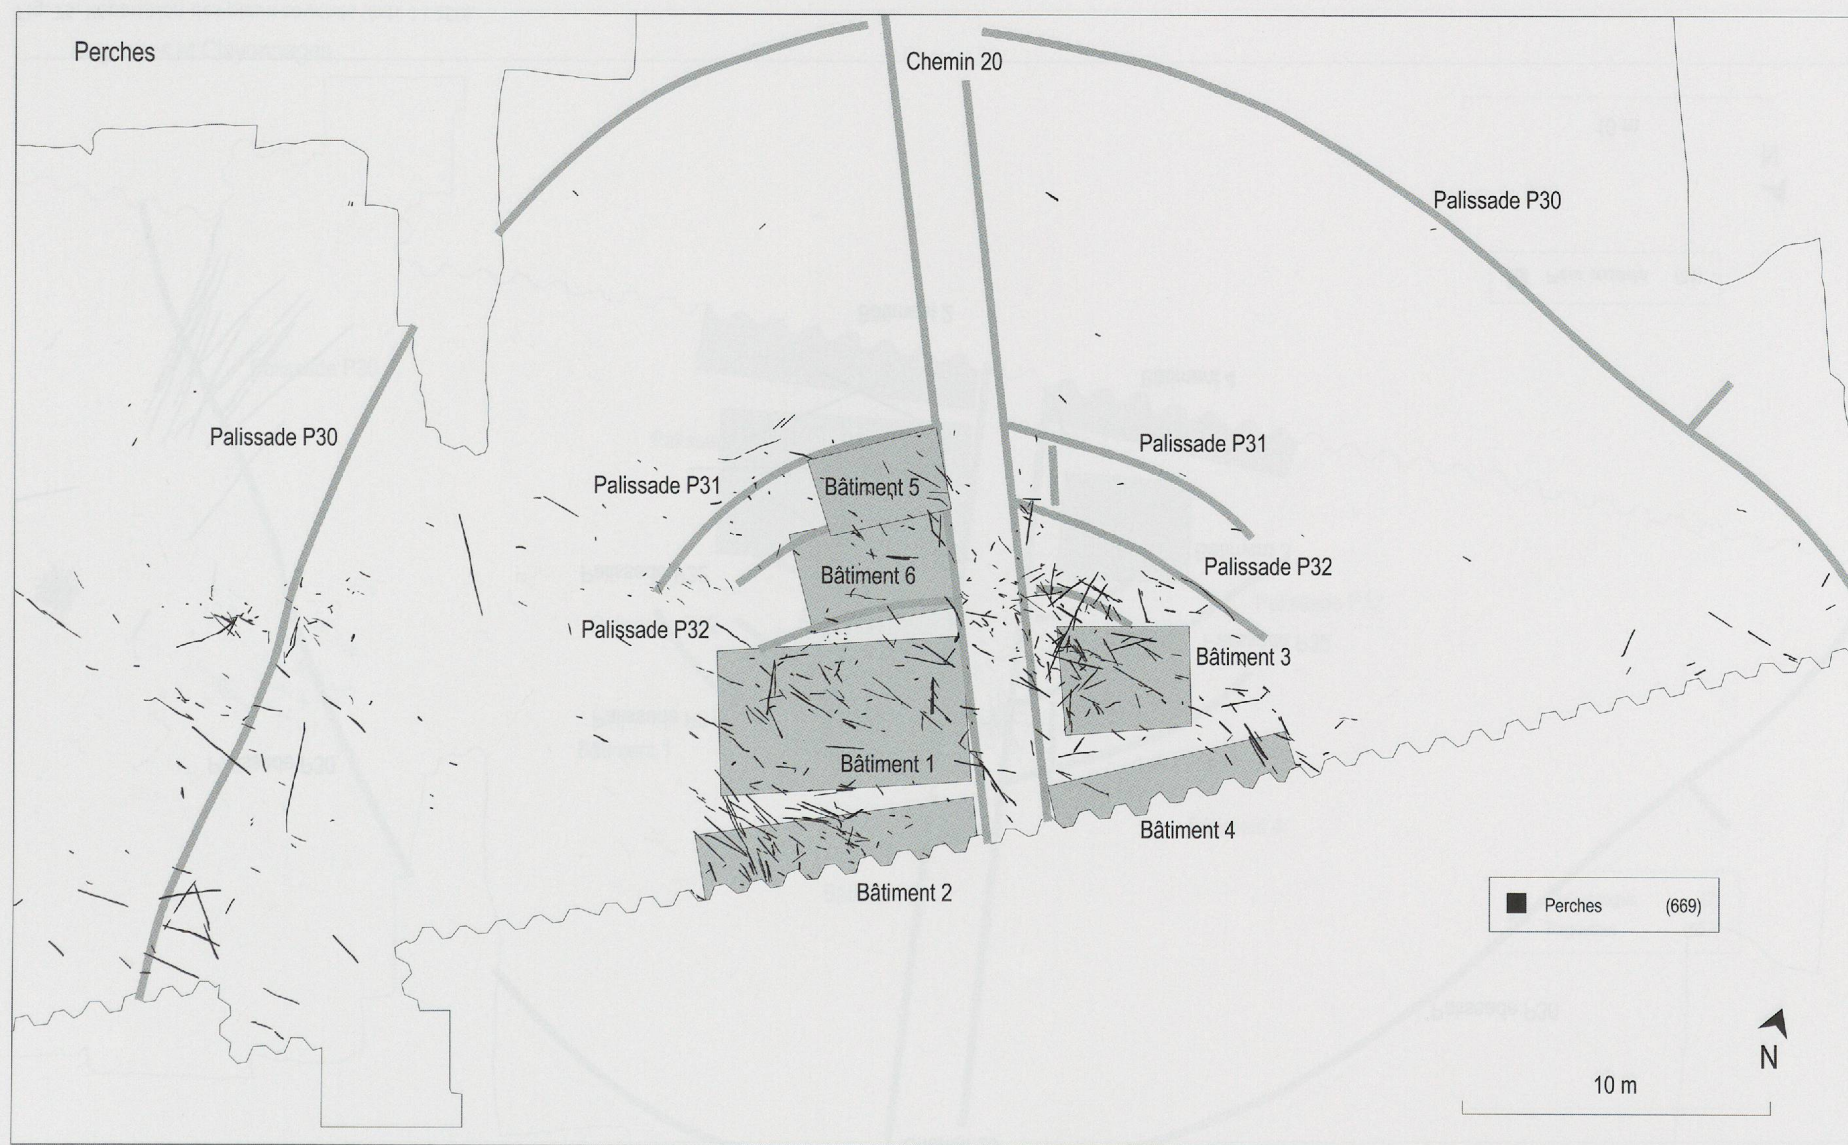 Perches
Chemin 20
Palissade P30
Palissade P30
Palissade P31
Palissade P31
Bâtiment 5
Palissade P32
Bâtiment 6
Palissade P32
Bâtiment 3
Bâtiment 1
Bâtiment 4
Bâtiment 2
Perches (669)
N
10 m